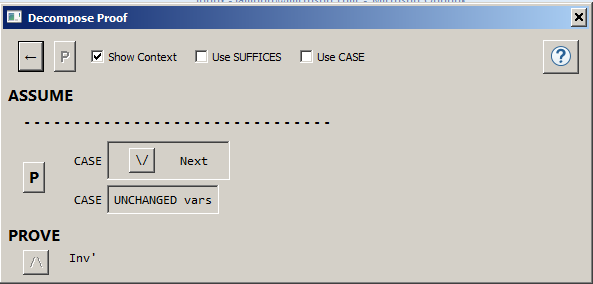 Decompose Proof
← P Show Context Use SUFFICES Use CASE ?
ASSUME
- - - - - - - - - - - - - - - - - - - - - - - - - - - - - - -
CASE \/ Next
P
CASE UNCHANGED vars
PROVE
/\ Inv'